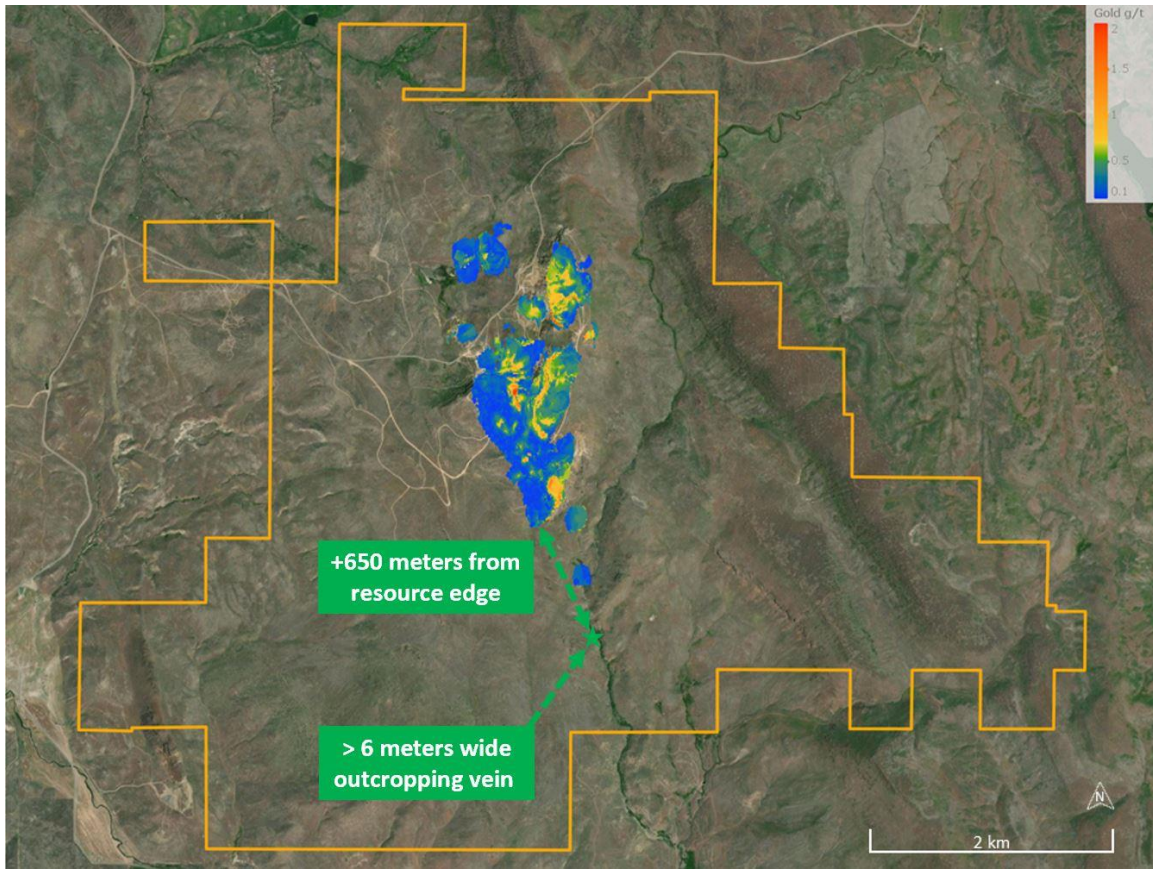 Gold g/t
2
1.5
1
0.5
0.1
+650 meters from
resource edge
> 6 meters wide
outcropping vein
N
2 km